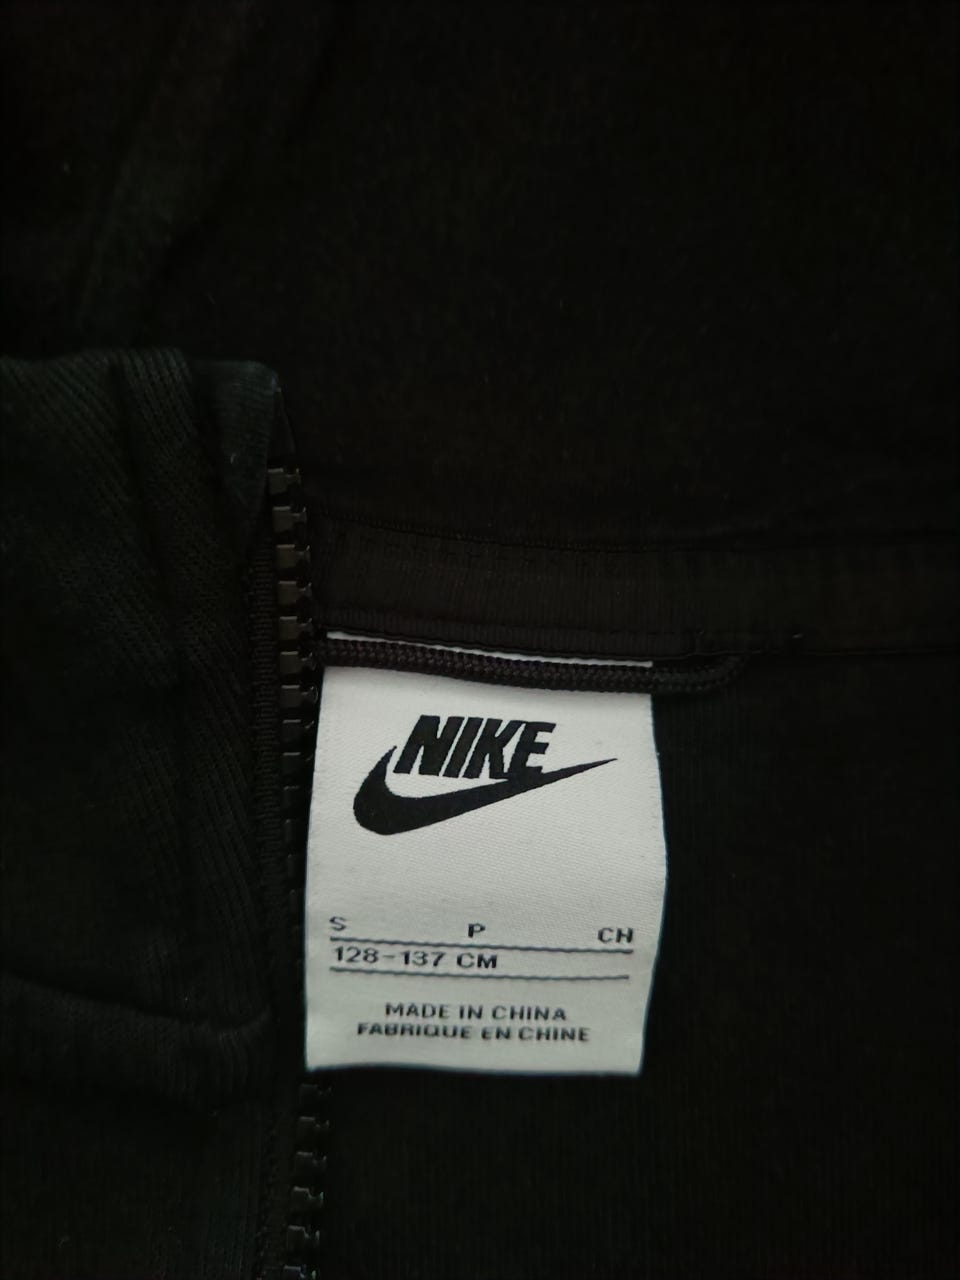 NIKE
S P CH
128-137 CM
MADE IN CHINA
FABRIQUE EN CHINE